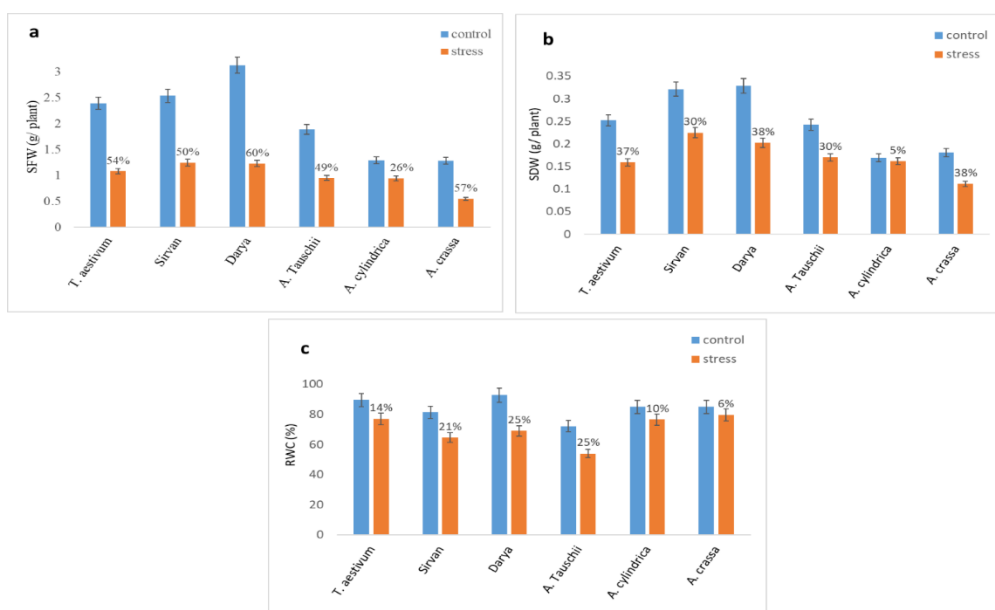 a
control
stress
SFW (g/ plant)
3
2.5
2
1.5
1
0.5
0
54%
50%
60%
49%
26%
57%
T. aestivum
Sirvan
Darya
A. Tauschii
A. cylindrica
A. crassa
b
control
stress
SDW (g/ plant)
0.35
0.3
0.25
0.2
0.15
0.1
0.05
0
37%
30%
38%
30%
5%
38%
T. aestivum
Sirvan
Darya
A. Tauschii
A. cylindrica
A. crassa
c
control
stress
RWC (%)
100
80
60
40
20
0
14%
21%
25%
25%
10%
6%
T. aestivum
Sirvan
Darya
A. Tauschii
A. cylindrica
A. crassa